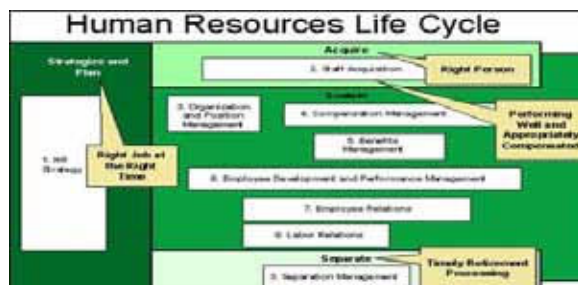 Human Resources Life Cycle
Strategize and
Plan
1. HR
Strategy
Right Job at
the Right
Time
Acquire
2. Staff Acquisition
Right Person
Sustain
3. Organization
and Position
Management
4. Compensation Management
Performing
Well and
Appropriately
Compensated
5. Benefits
Management
6. Employee Development and Performance Management
7. Employee Relations
8. Labor Relations
Separate
9. Separation Management
Timely Retirement
Processing